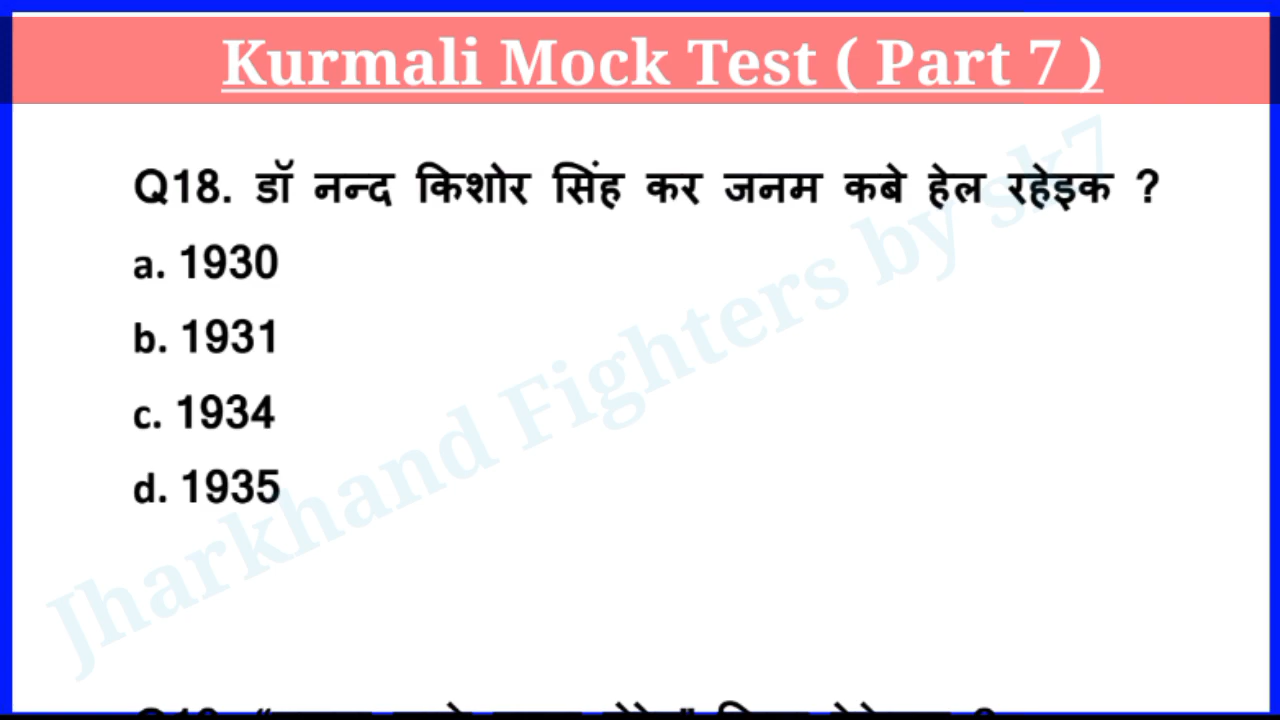 Kurmali Mock Test ( Part 7 )
Q18. डॉ नन्द किशोर सिंह कर जनम कबे हेल रहेइक ?
a. 1930
b. 1931
c. 1934
d. 1935
Jharkhand Fighters by sk7